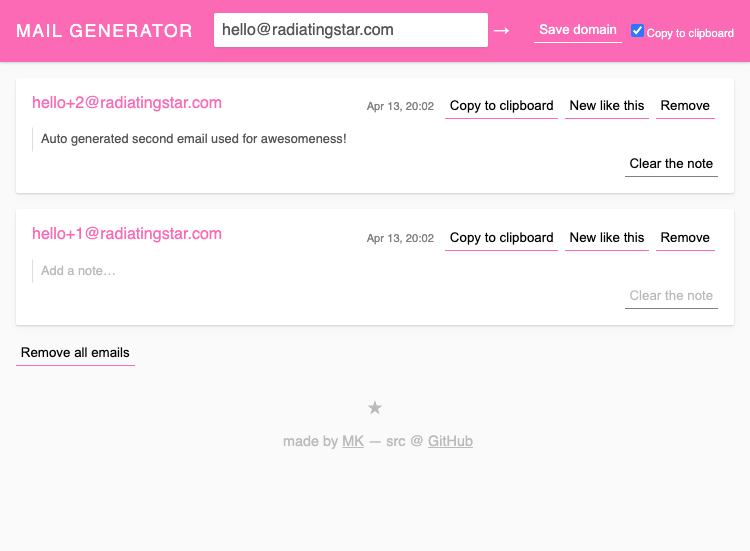 MAIL GENERATOR hello@radiatingstar.com → Save domain Copy to clipboard
hello+2@radiatingstar.com Apr 13, 20:02 Copy to clipboard New like this Remove
Auto generated second email used for awesomeness!
Clear the note
hello+1@radiatingstar.com Apr 13, 20:02 Copy to clipboard New like this Remove
Add a note…
Clear the note
Remove all emails
★
made by MK — src @ GitHub